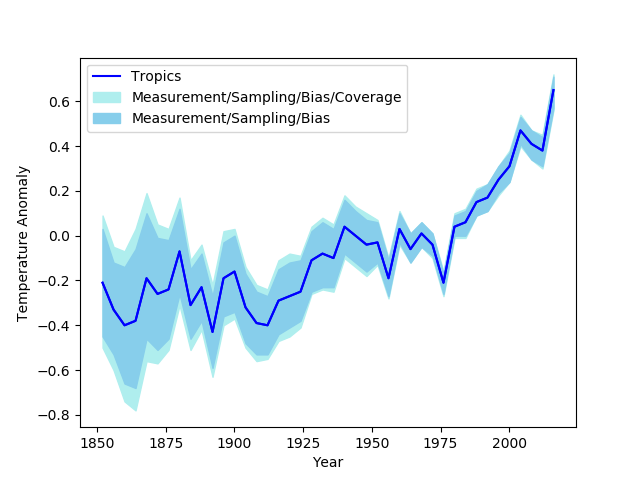 Tropics
Measurement/Sampling/Bias/Coverage
Measurement/Sampling/Bias
Temperature Anomaly
0.6
0.4
0.2
0.0
−0.2
−0.4
−0.6
−0.8
1850 1875 1900 1925 1950 1975 2000
Year